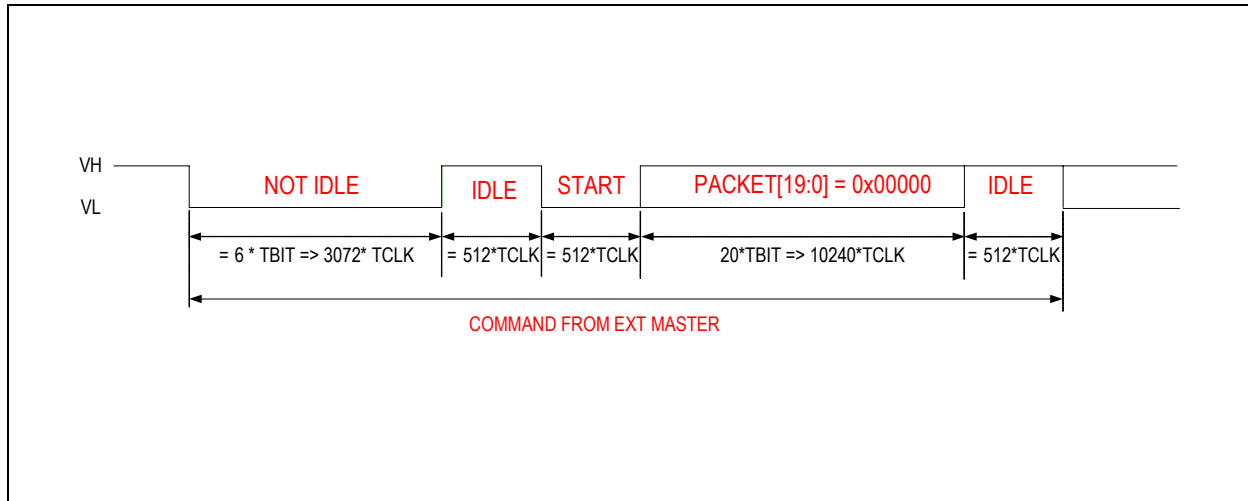 VH
NOT IDLE
IDLE
START
PACKET[19:0] = 0x00000
IDLE
VL
= 6 * TBIT => 3072* TCLK
= 512*TCLK
= 512*TCLK
20*TBIT => 10240*TCLK
= 512*TCLK
COMMAND FROM EXT MASTER